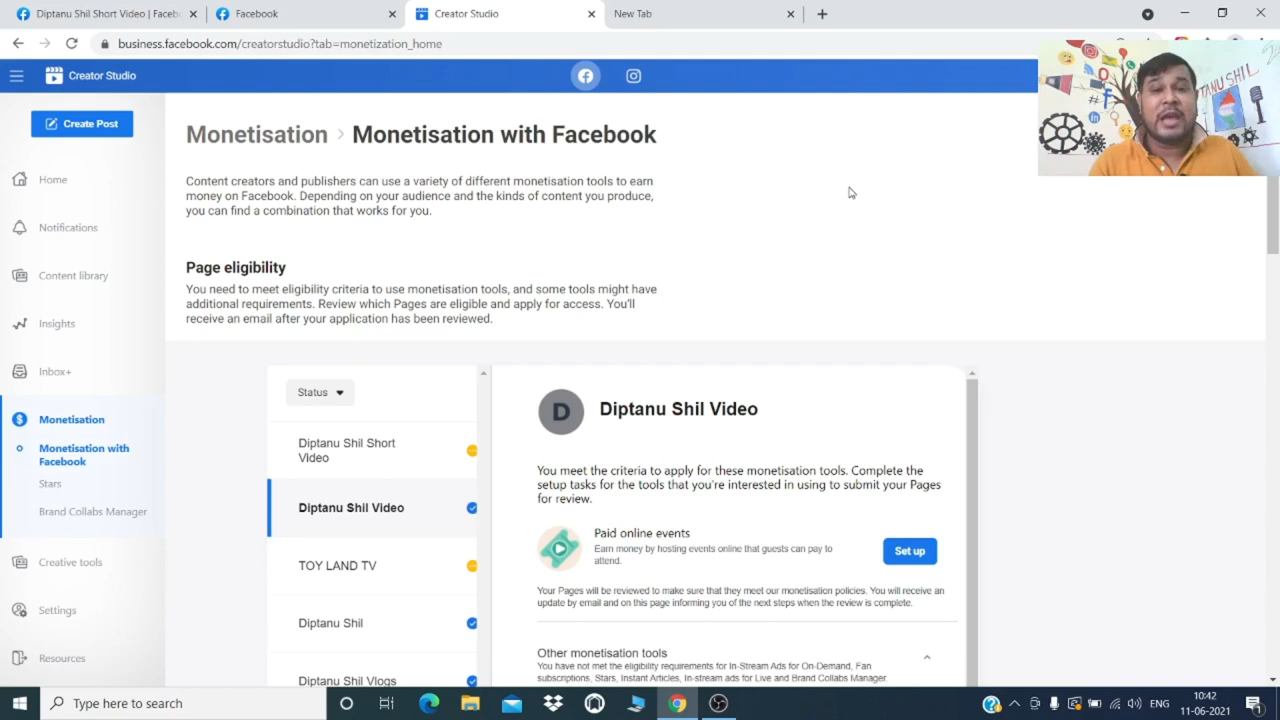 Diptanu Shil Short Video | Faceb
Facebook
Creator Studio
New Tab
business.facebook.com/creatorstudio?tab=monetization_home
Creator Studio
Create Post
Home
Notifications
Content library
Insights
Inbox+
Monetisation
Monetisation with
Facebook
Stars
Brand Collabs Manager
Creative tools
Settings
Resources
Monetisation > Monetisation with Facebook
Content creators and publishers can use a variety of different monetisation tools to earn
money on Facebook. Depending on your audience and the kinds of content you produce,
you can find a combination that works for you.
Page eligibility
You need to meet eligibility criteria to use monetisation tools, and some tools might have
additional requirements. Review which Pages are eligible and apply for access. You'll
receive an email after your application has been reviewed.
Status
Diptanu Shil Short
Video
Diptanu Shil Video
TOY LAND TV
Diptanu Shil
Diptanu Shil Vlogs
D
Diptanu Shil Video
You meet the criteria to apply for these monetisation tools. Complete the
setup tasks for the tools that you're interested in using to submit your Pages
for review.
Paid online events
Earn money by hosting events online that guests can pay to
attend.
Set up
Your Pages will be reviewed to make sure that they meet our monetisation policies. You will receive an
update by email and on this page informing you of the next steps when the review is complete.
Other monetisation tools
You have not met the eligibility requirements for In-Stream Ads for On-Demand, Fan
subscriptions, Stars, Instant Articles, In-stream ads for Live and Brand Collabs Manager.
Type here to search
ENG
10:42
11-06-2021